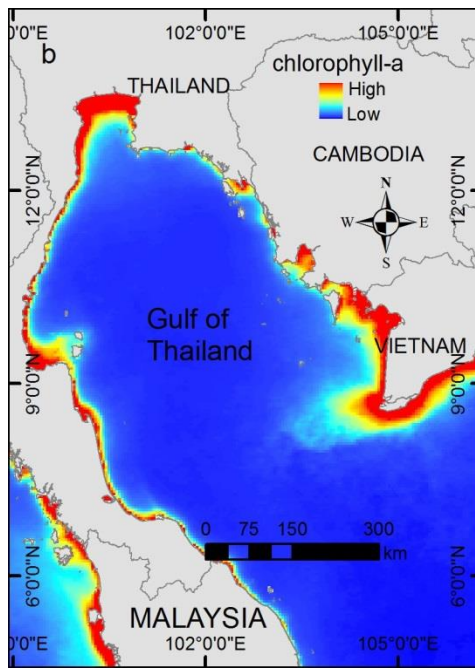 102°0'0"E
105°0'0"E
b
chlorophyll-a
THAILAND
High
Low
CAMBODIA
N
W
E
S
12°0'0"N
12°0'0"N
Gulf of
Thailand
VIETNAM
9°0'0"N
9°0'0"N
0 75 150 300
km
6°0'0"N
6°0'0"N
MALAYSIA
0'0"E
102°0'0"E
105°0'0"E